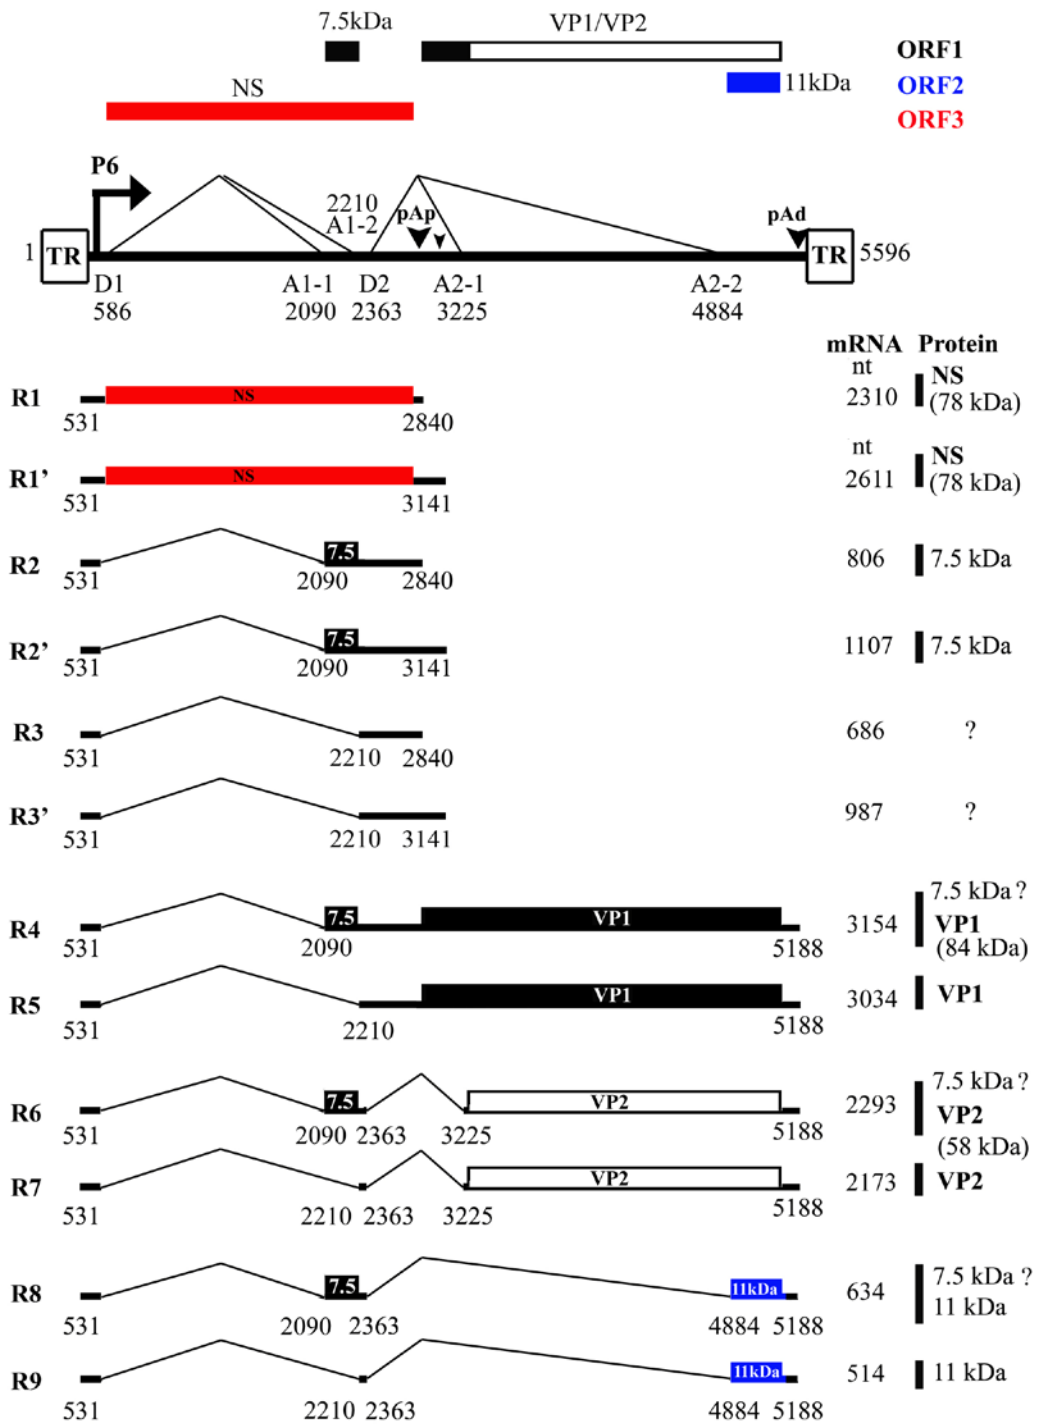 7.5kDa VP1/VP2
ORF1
ORF2
11kDa
NS
ORF3
P6
2210
A1-2
pAp
pAd
1 TR TR 5596
D1 A1-1 D2 A2-1 A2-2
586 2090 2363 3225 4884
mRNA Protein
nt
R1 NS 2310 NS (78 kDa)
531 2840
nt
R1’ NS 2611 NS (78 kDa)
531 3141
R2 7.5 806 7.5 kDa
531 2090 2840
R2’ 7.5 1107 7.5 kDa
531 2090 3141
R3 686 ?
531 2210 2840
R3’ 987 ?
531 2210 3141
7.5 kDa ?
R4 7.5 VP1 3154 VP1
(84 kDa)
531 2090 5188
R5 VP1 3034 VP1
531 2210 5188
7.5 kDa ?
R6 7.5 VP2 2293 VP2
(58 kDa)
531 2090 2363 3225 5188
R7 VP2 2173 VP2
531 2210 2363 3225 5188
R8 7.5 11kDa 634 7.5 kDa ?
11 kDa
531 2090 2363 4884 5188
R9 11kDa 514 11 kDa
531 2210 2363 4884 5188